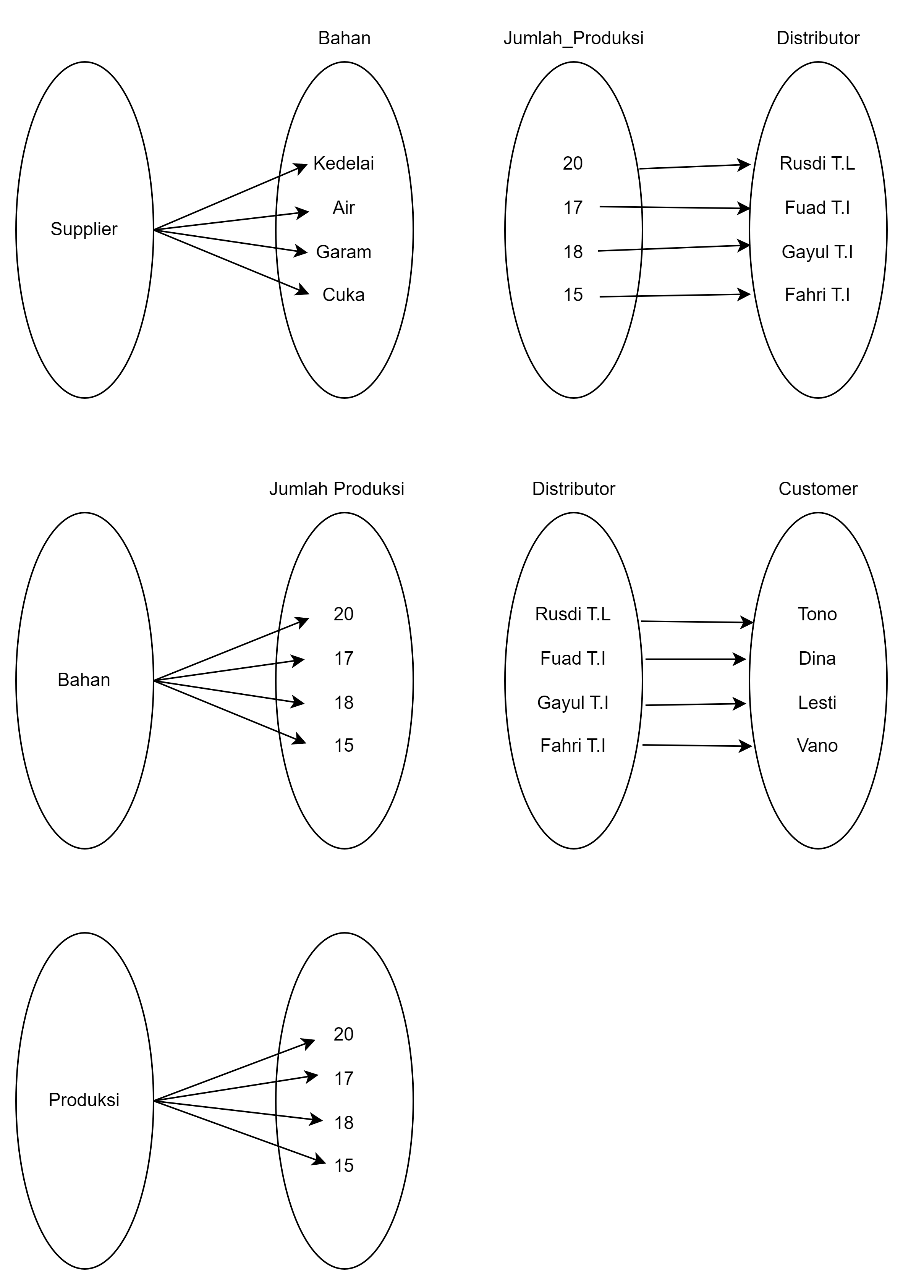 Bahan
Supplier
Kedelai
Air
Garam
Cuka
Jumlah_Produksi
Distributor
20
17
18
15
Rusdi T.L
Fuad T.I
Gayul T.I
Fahri T.I
Jumlah Produksi
Bahan
20
17
18
15
Distributor
Customer
Rusdi T.L
Fuad T.I
Gayul T.I
Fahri T.I
Tono
Dina
Lesti
Vano
Produksi
20
17
18
15